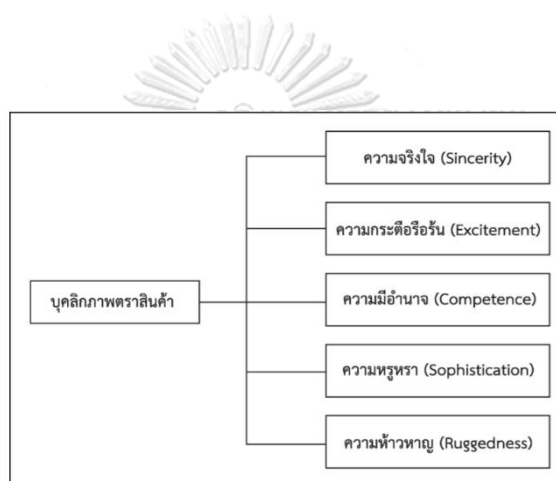 ความจริงใจ (Sincerity)
ความกระตือรือร้น (Excitement)
บุคลิกภาพตราสินค้า
ความมีอำนาจ (Competence)
ความหรูหรา (Sophistication)
ความห้าวหาญ (Ruggedness)